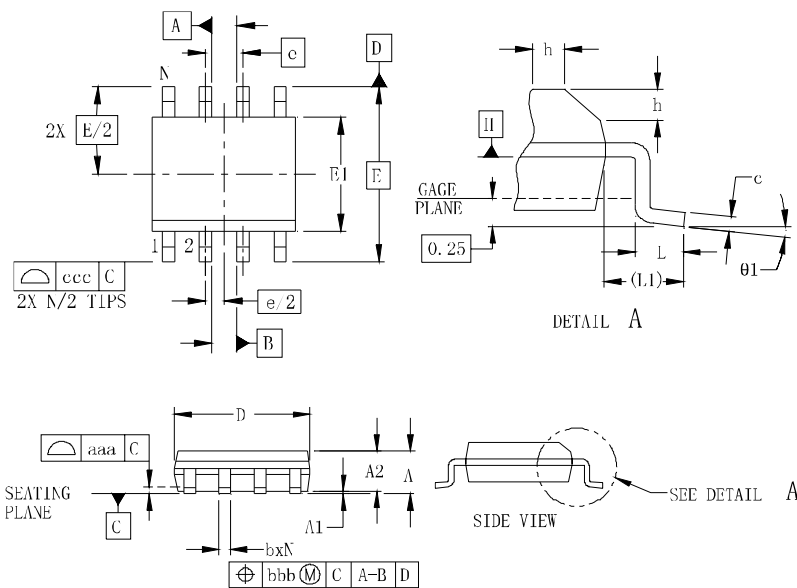 A
e
D
N
h
2X E/2
h
H
E1
E
GAGE
PLANE
c
1 2
0.25
L
ccc C
(L1)
θ1
2X N/2 TIPS
e/2
DETAIL A
B
D
aaa C
A2
A
SEATING
PLANE
C
A1
SEE DETAIL A
SIDE VIEW
bxN
bbb M C A-B D